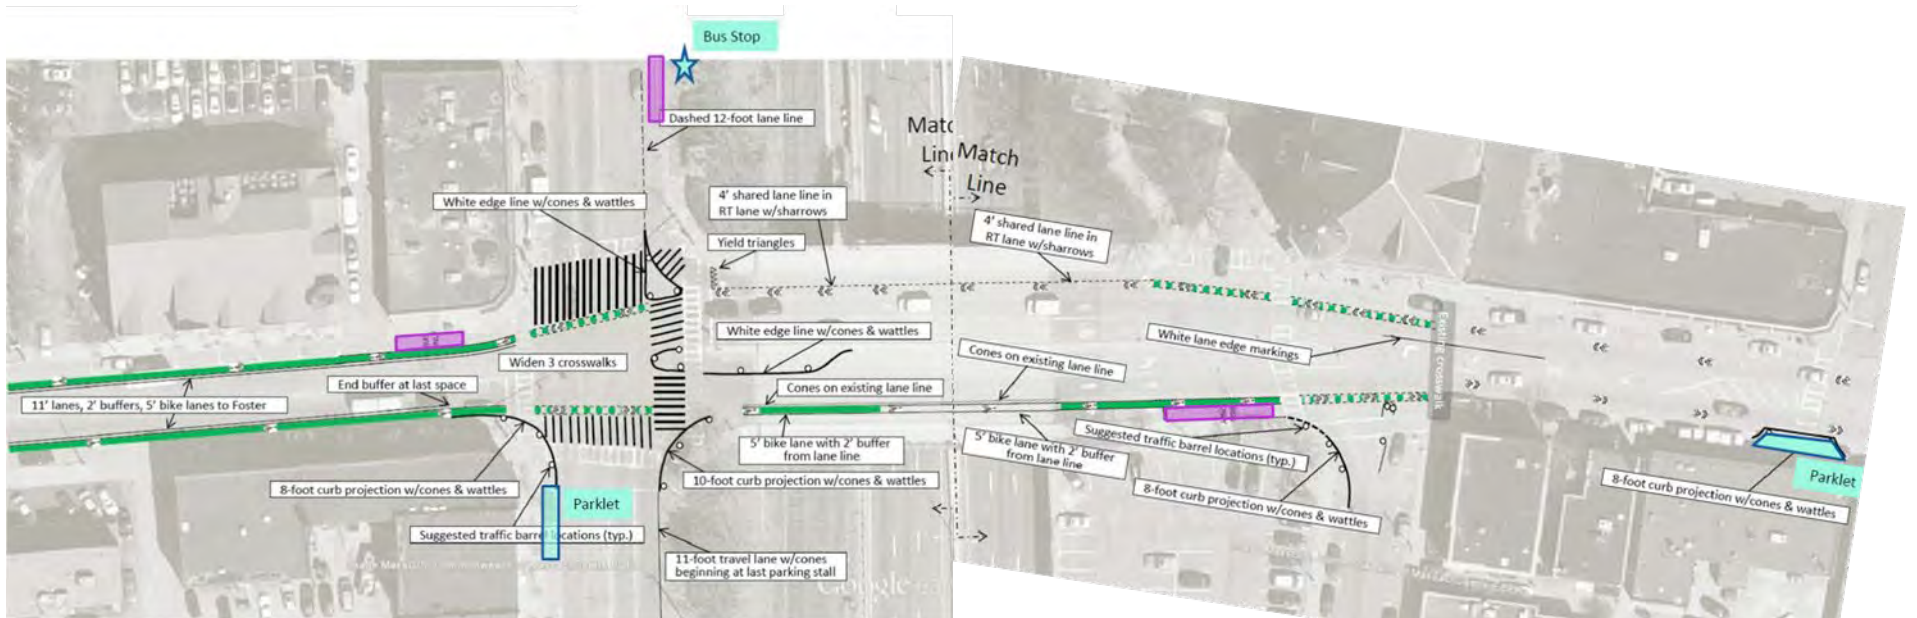 Bus Stop
Dashed 12-foot lane line
White edge line w/cones & wattles
4' shared lane line in
RT lane w/sharrows
Yield triangles
Match
Line
4' shared lane line in
RT lane w/sharrows
White edge line w/cones & wattles
Widen 3 crosswalks
End buffer at last space
11' lanes, 2' buffers, 5' bike lanes to Foster
Cones on existing lane line
Cones on existing lane line
White lane edge markings
Existing crosswalk
5' bike lane with 2' buffer
from lane line
5' bike lane with 2' buffer
from lane line
Suggested traffic barrel locations (typ.)
8-foot curb projection w/cones & wattles
10-foot curb projection w/cones & wattles
8-foot curb projection w/cones & wattles
8-foot curb projection w/cones & wattles
Parklet
Parklet
Suggested traffic barrel locations (typ.)
11-foot travel lane w/cones
beginning at last parking stall
Google